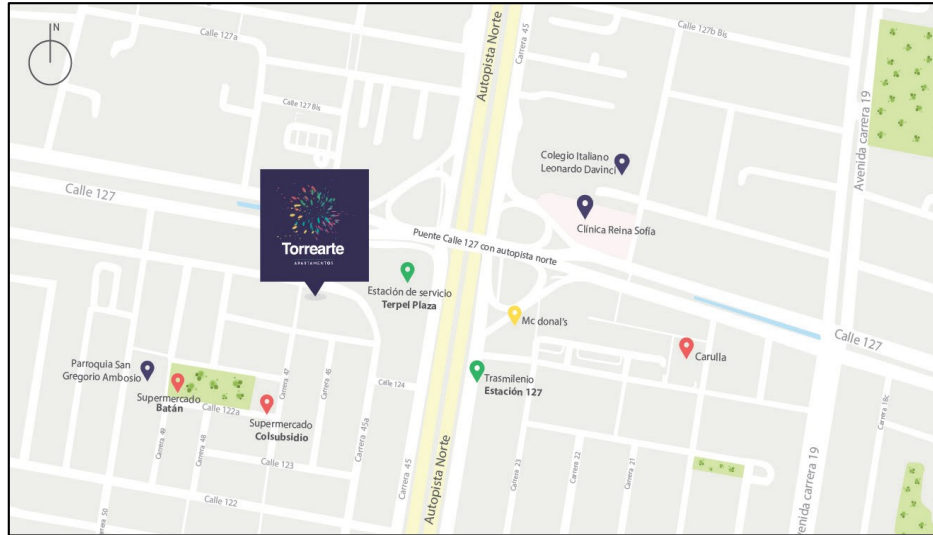 N
Calle 127a
Autopista Norte
Carrera 45
Calle 127b Bis
Avenida carrera 19
Calle 127 Bis
Colegio Italiano
Leonardo Davinci
Calle 127
Clínica Reina Sofía
Torrearte
APARTAMENTOS
Puente Calle 127 con autopista norte
Estación de servicio
Terpel Plaza
Mc donal's
Calle 127
Carulla
Parroquia San
Gregorio Ambosio
Carrera 47
Carrera 46
Calle 124
Trasmilenio
Estación 127
Supermercado
Batán
Calle 122a
Supermercado
Colsubsidio
Carrera 18c
Carrera 49
Carrera 48
Carrera 45a
Calle 123
Carrera 45
Autopista Norte
Carrera 23
Carrera 22
Carrera 21
Avenida carrera 19
Calle 122
Carrera 50